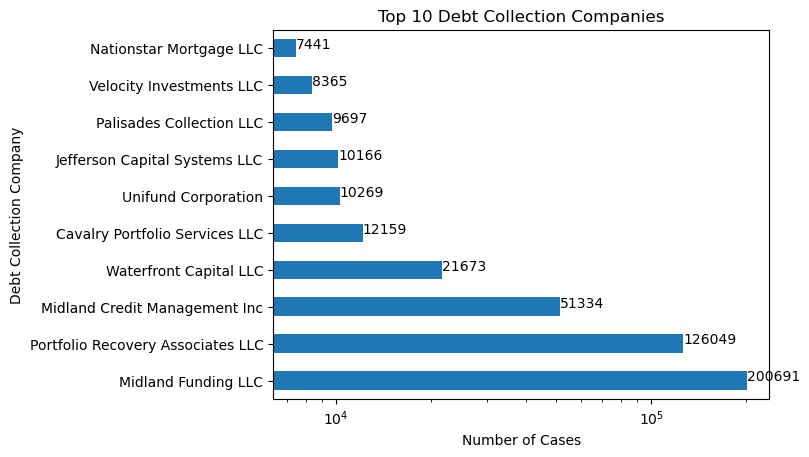 Top 10 Debt Collection Companies
Debt Collection Company
Nationstar Mortgage LLC 7441
Velocity Investments LLC 8365
Palisades Collection LLC 9697
Jefferson Capital Systems LLC 10166
Unifund Corporation 10269
Cavalry Portfolio Services LLC 12159
Waterfront Capital LLC 21673
Midland Credit Management Inc 51334
Portfolio Recovery Associates LLC 126049
Midland Funding LLC 200691
10⁴ 10⁵
Number of Cases